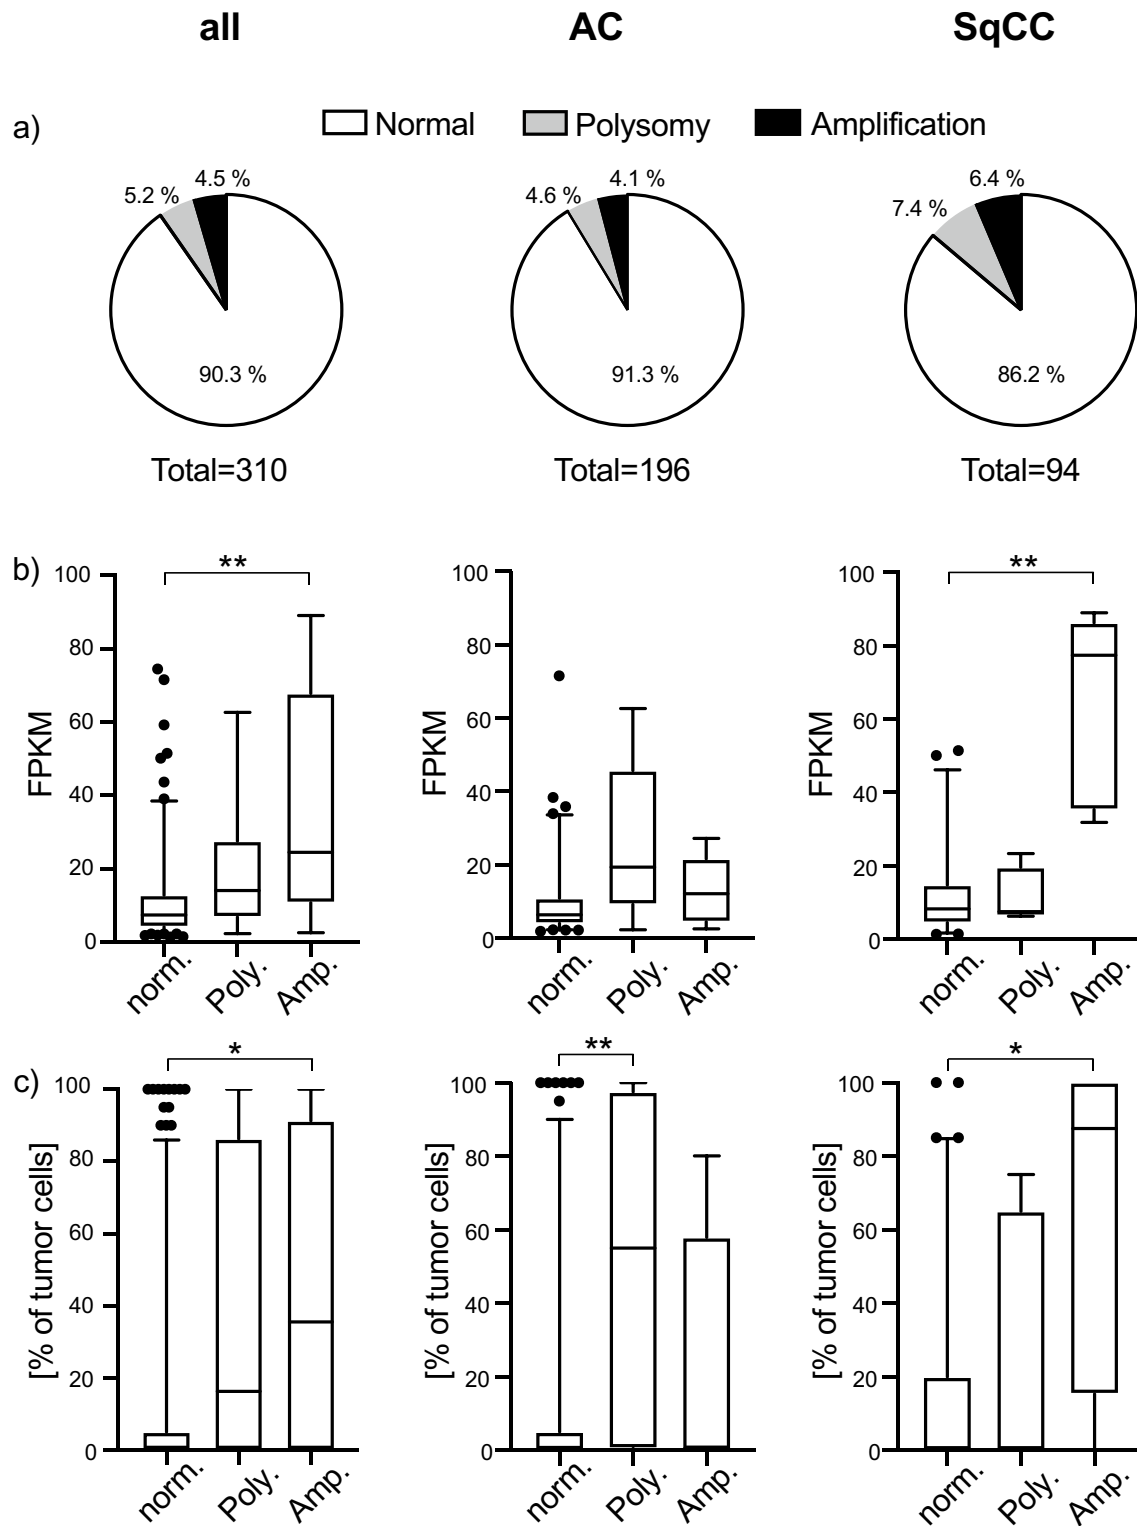 all AC SqCC
a) Normal Polysomy Amplification
5.2 % 4.5 % 4.6 % 4.1 % 7.4 % 6.4 %
90.3 % 91.3 % 86.2 %
Total=310 Total=196 Total=94
b) ** **
FPKM 100 80 60 40 20 0 norm. Poly. Amp.
FPKM 100 80 60 40 20 0 norm. Poly. Amp.
FPKM 100 80 60 40 20 0 norm. Poly. Amp.
c) * ** *
[% of tumor cells] 100 80 60 40 20 0 norm. Poly. Amp.
[% of tumor cells] 100 80 60 40 20 0 norm. Poly. Amp.
[% of tumor cells] 100 80 60 40 20 0 norm. Poly. Amp.